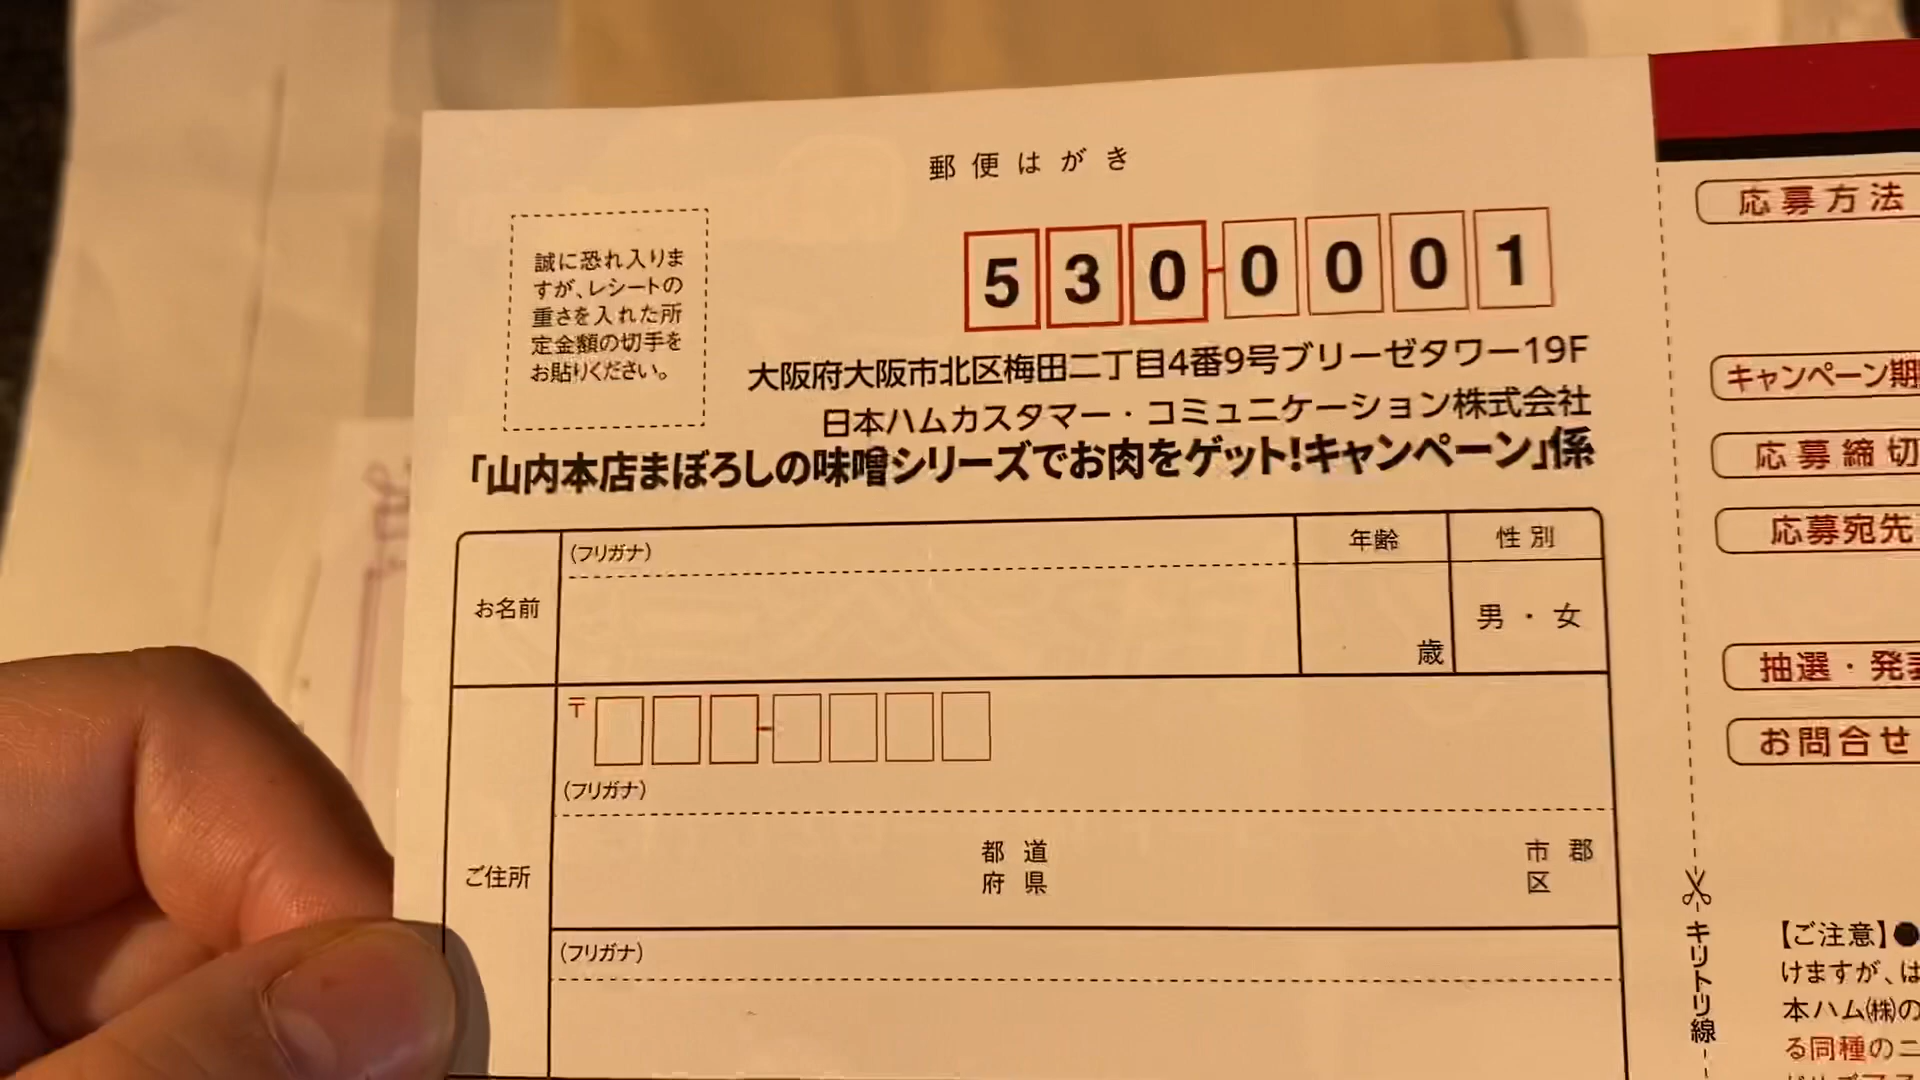 郵便はがき
誠に恐れ入りま
すが、レシートの
重さを入れた所
定金額の切手を
お貼りください。
530-0001
大阪府大阪市北区梅田二丁目4番9号ブリーゼタワー19F
日本ハムカスタマー・コミュニケーション株式会社
「山内本店まぼろしの味噌シリーズでお肉をゲット!キャンペーン」係
お名前
(フリガナ)
年齢
性別
歳
男・女
ご住所
〒
(フリガナ)
都道
府県
市郡
区
(フリガナ)
応募方法
キャンペーン期
応募締切
応募宛先
抽選・発表
お問合せ
キリトリ線
【ご注意】●
けますが、は
本ハム(株)の
る同種のニ